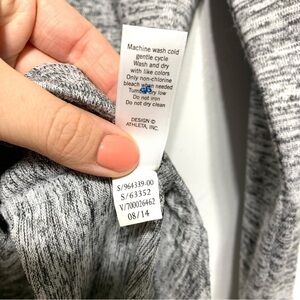 Machine wash cold
gentle cycle
Wash and dry
with like colors
Only non-chlorine
bleach when needed
Tumble dry low
Do not iron
Do not dry clean
DESIGN ©
ATHLETA, INC.
S/964339-00
S/63352
V/700026462
08/14